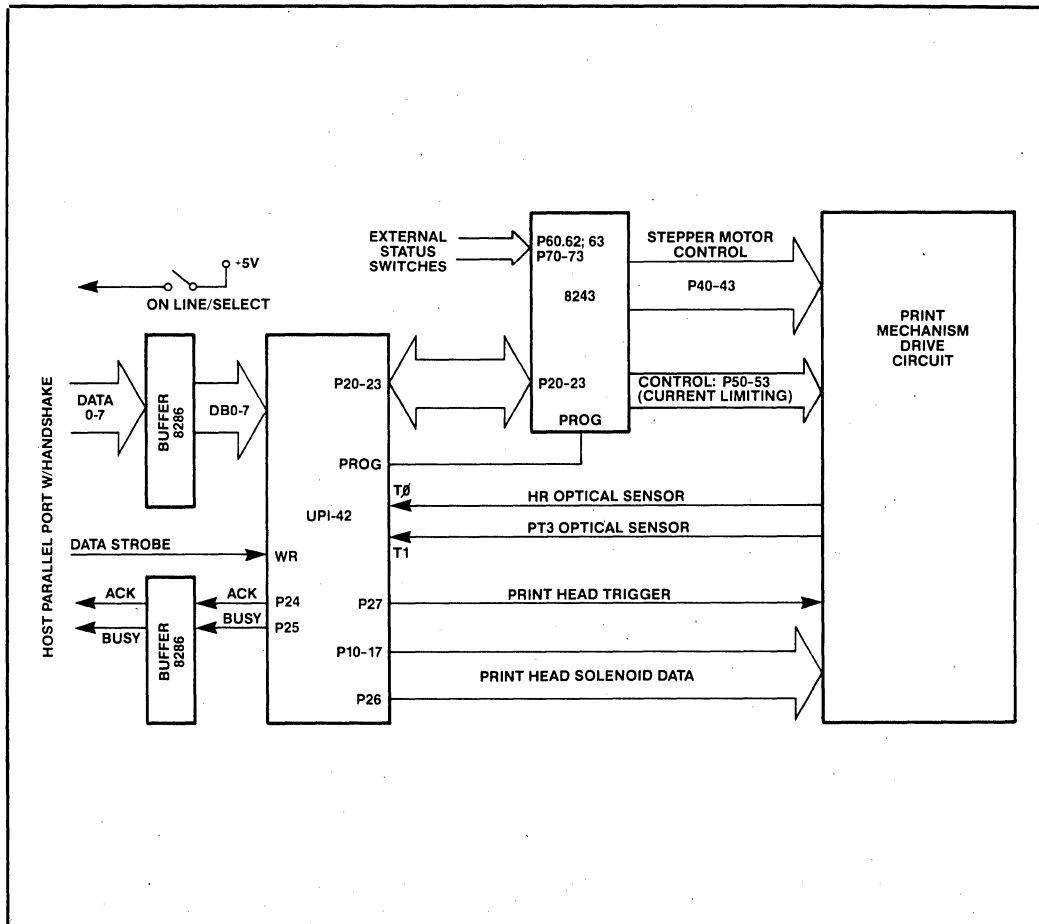 EXTERNAL
STATUS
SWITCHES
P60.62; 63
P70-73
8243
P20-23
PROG
STEPPER MOTOR
CONTROL
P40-43
CONTROL: P50-53
(CURRENT LIMITING)
PRINT
MECHANISM
DRIVE
CIRCUIT
+5V
ON LINE/SELECT
HOST PARALLEL PORT W/HANDSHAKE
DATA
0-7
BUFFER
8286
DB0-7
P20-23
PROG
UPI-42
T0
HR OPTICAL SENSOR
PT3 OPTICAL SENSOR
T1
DATA STROBE
WR
ACK
BUSY
BUFFER
8286
ACK
BUSY
P24
P25
P27
PRINT HEAD TRIGGER
P10-17
PRINT HEAD SOLENOID DATA
P26